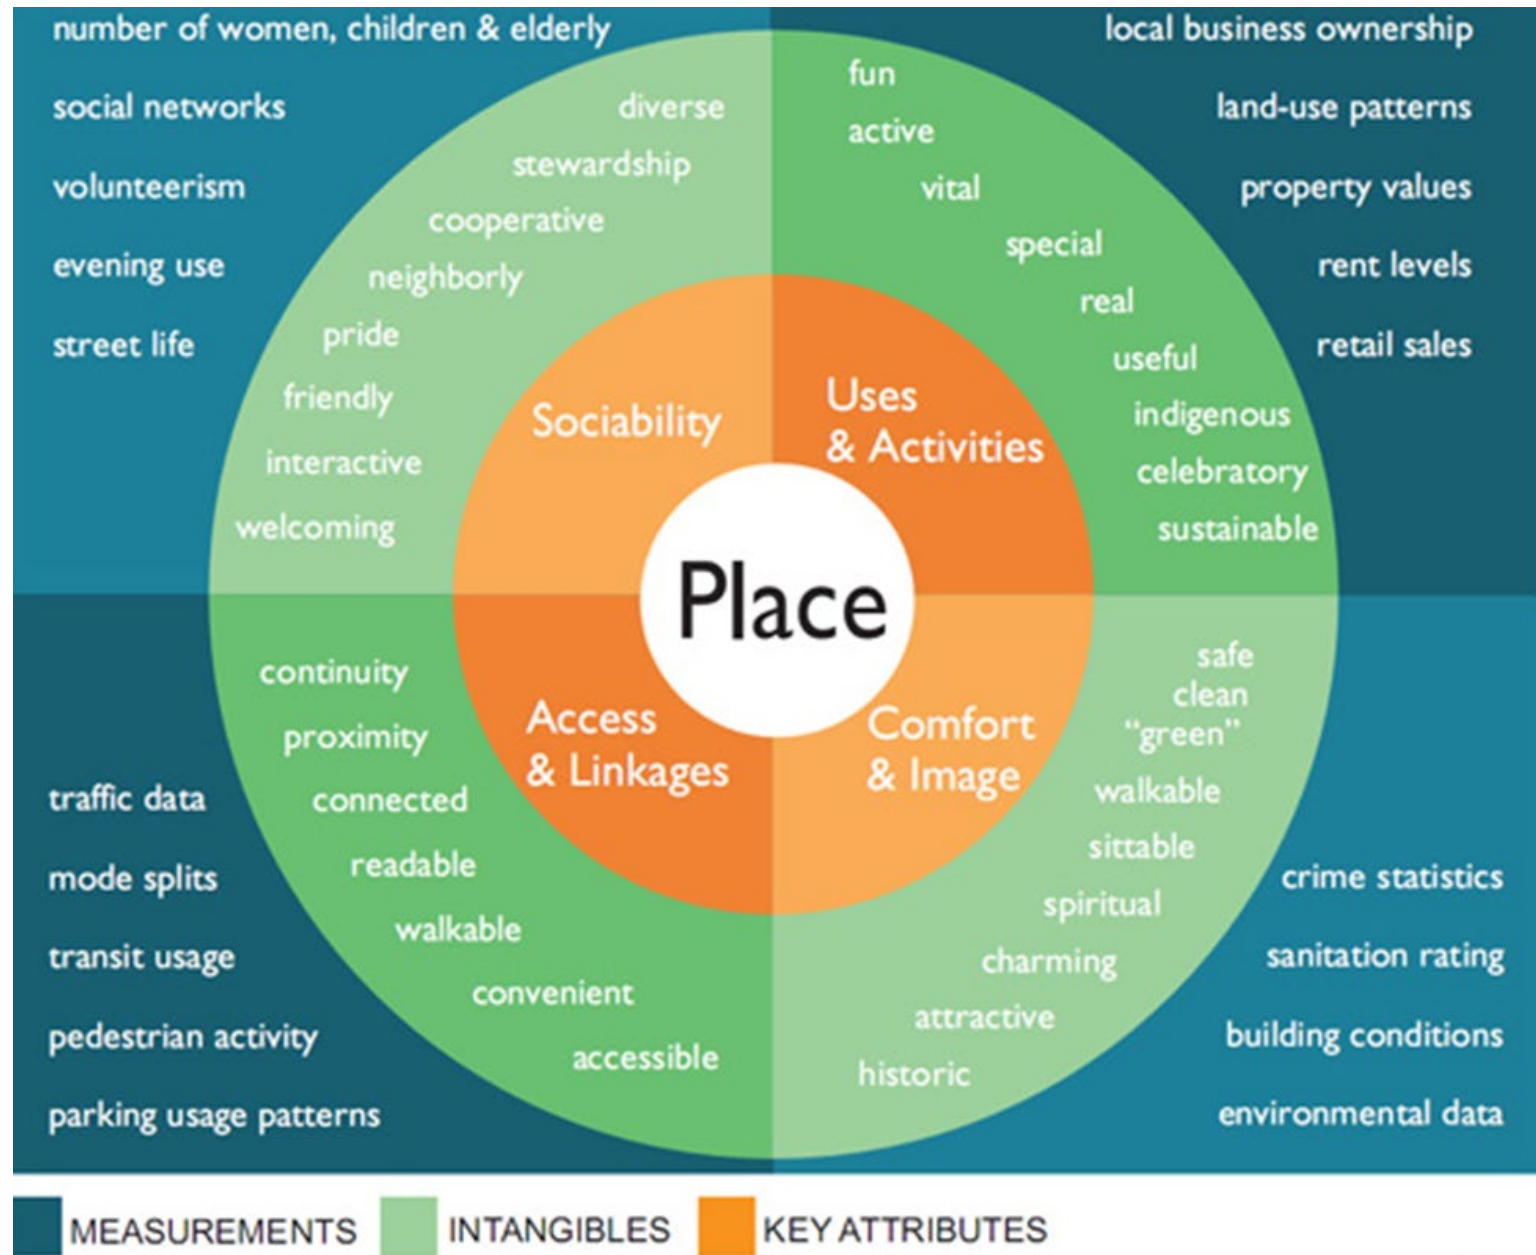 number of women, children & elderly
social networks
volunteerism
evening use
street life
diverse
stewardship
cooperative
neighborly
pride
friendly
interactive
welcoming
fun
active
vital
special
real
useful
indigenous
celebratory
sustainable
local business ownership
land-use patterns
property values
rent levels
retail sales
Sociability
Uses
& Activities
Place
Access
& Linkages
Comfort
& Image
continuity
proximity
connected
readable
walkable
convenient
accessible
traffic data
mode splits
transit usage
pedestrian activity
parking usage patterns
safe
clean
“green”
walkable
sittable
spiritual
charming
attractive
historic
crime statistics
sanitation rating
building conditions
environmental data
MEASUREMENTS
INTANGIBLES
KEY ATTRIBUTES